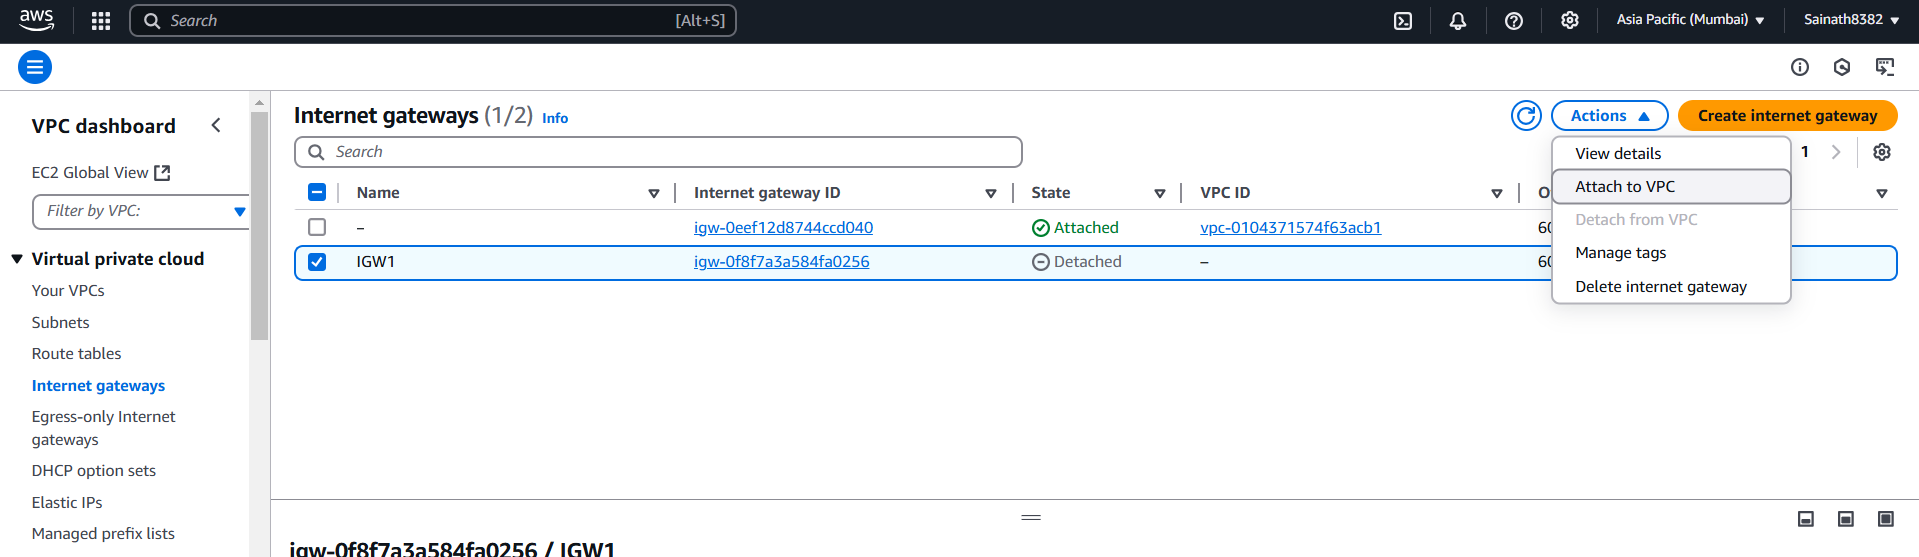 aws
Search [Alt+S]
Asia Pacific (Mumbai)
Sainath8382
VPC dashboard
EC2 Global View
Filter by VPC:
Virtual private cloud
Your VPCs
Subnets
Route tables
Internet gateways
Egress-only Internet
gateways
DHCP option sets
Elastic IPs
Managed prefix lists
Internet gateways (1/2) Info
Actions
Create internet gateway
Search
1
View details
Attach to VPC
Detach from VPC
Manage tags
Delete internet gateway
Name Internet gateway ID State VPC ID
– igw-0eef12d8744ccd040 Attached vpc-0104371574f63acb1
IGW1 igw-0f8f7a3a584fa0256 Detached –
igw-0f8f7a3a584fa0256 / IGW1